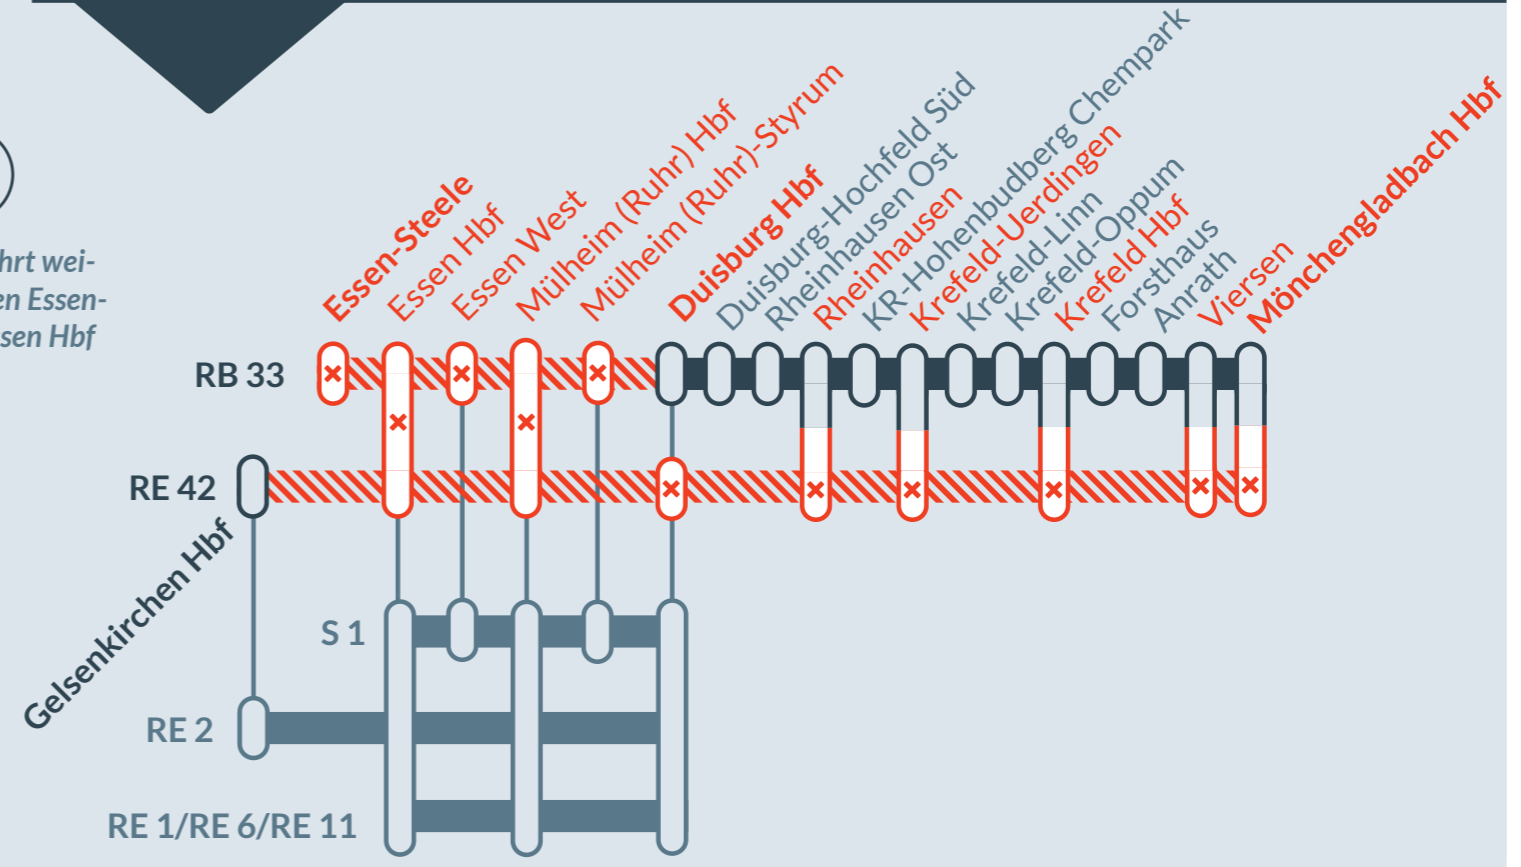 hrt wei-
en Essen-
sen Hbf
Essen-Steele
Essen Hbf
Essen West
Mülheim (Ruhr) Hbf
Mülheim (Ruhr)-Styrum
Duisburg Hbf
Duisburg-Hochfeld Süd
Rheinhausen Ost
Rheinhausen
KR-Hohenbudberg Chempark
Krefeld-Uerdingen
Krefeld-Linn
Krefeld-Oppum
Krefeld Hbf
Forsthaus
Anrath
Viersen
Mönchengladbach Hbf
RB 33
RE 42
Gelsenkirchen Hbf
S 1
RE 2
RE 1/RE 6/RE 11